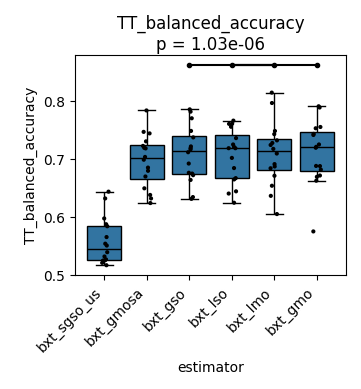 TT_balanced_accuracy
p = 1.03e-06
TT_balanced_accuracy
0.8
0.7
0.6
0.5
bxt_sgso_us
bxt_gmosa
bxt_gso
bxt_lso
bxt_lmo
bxt_gmo
estimator